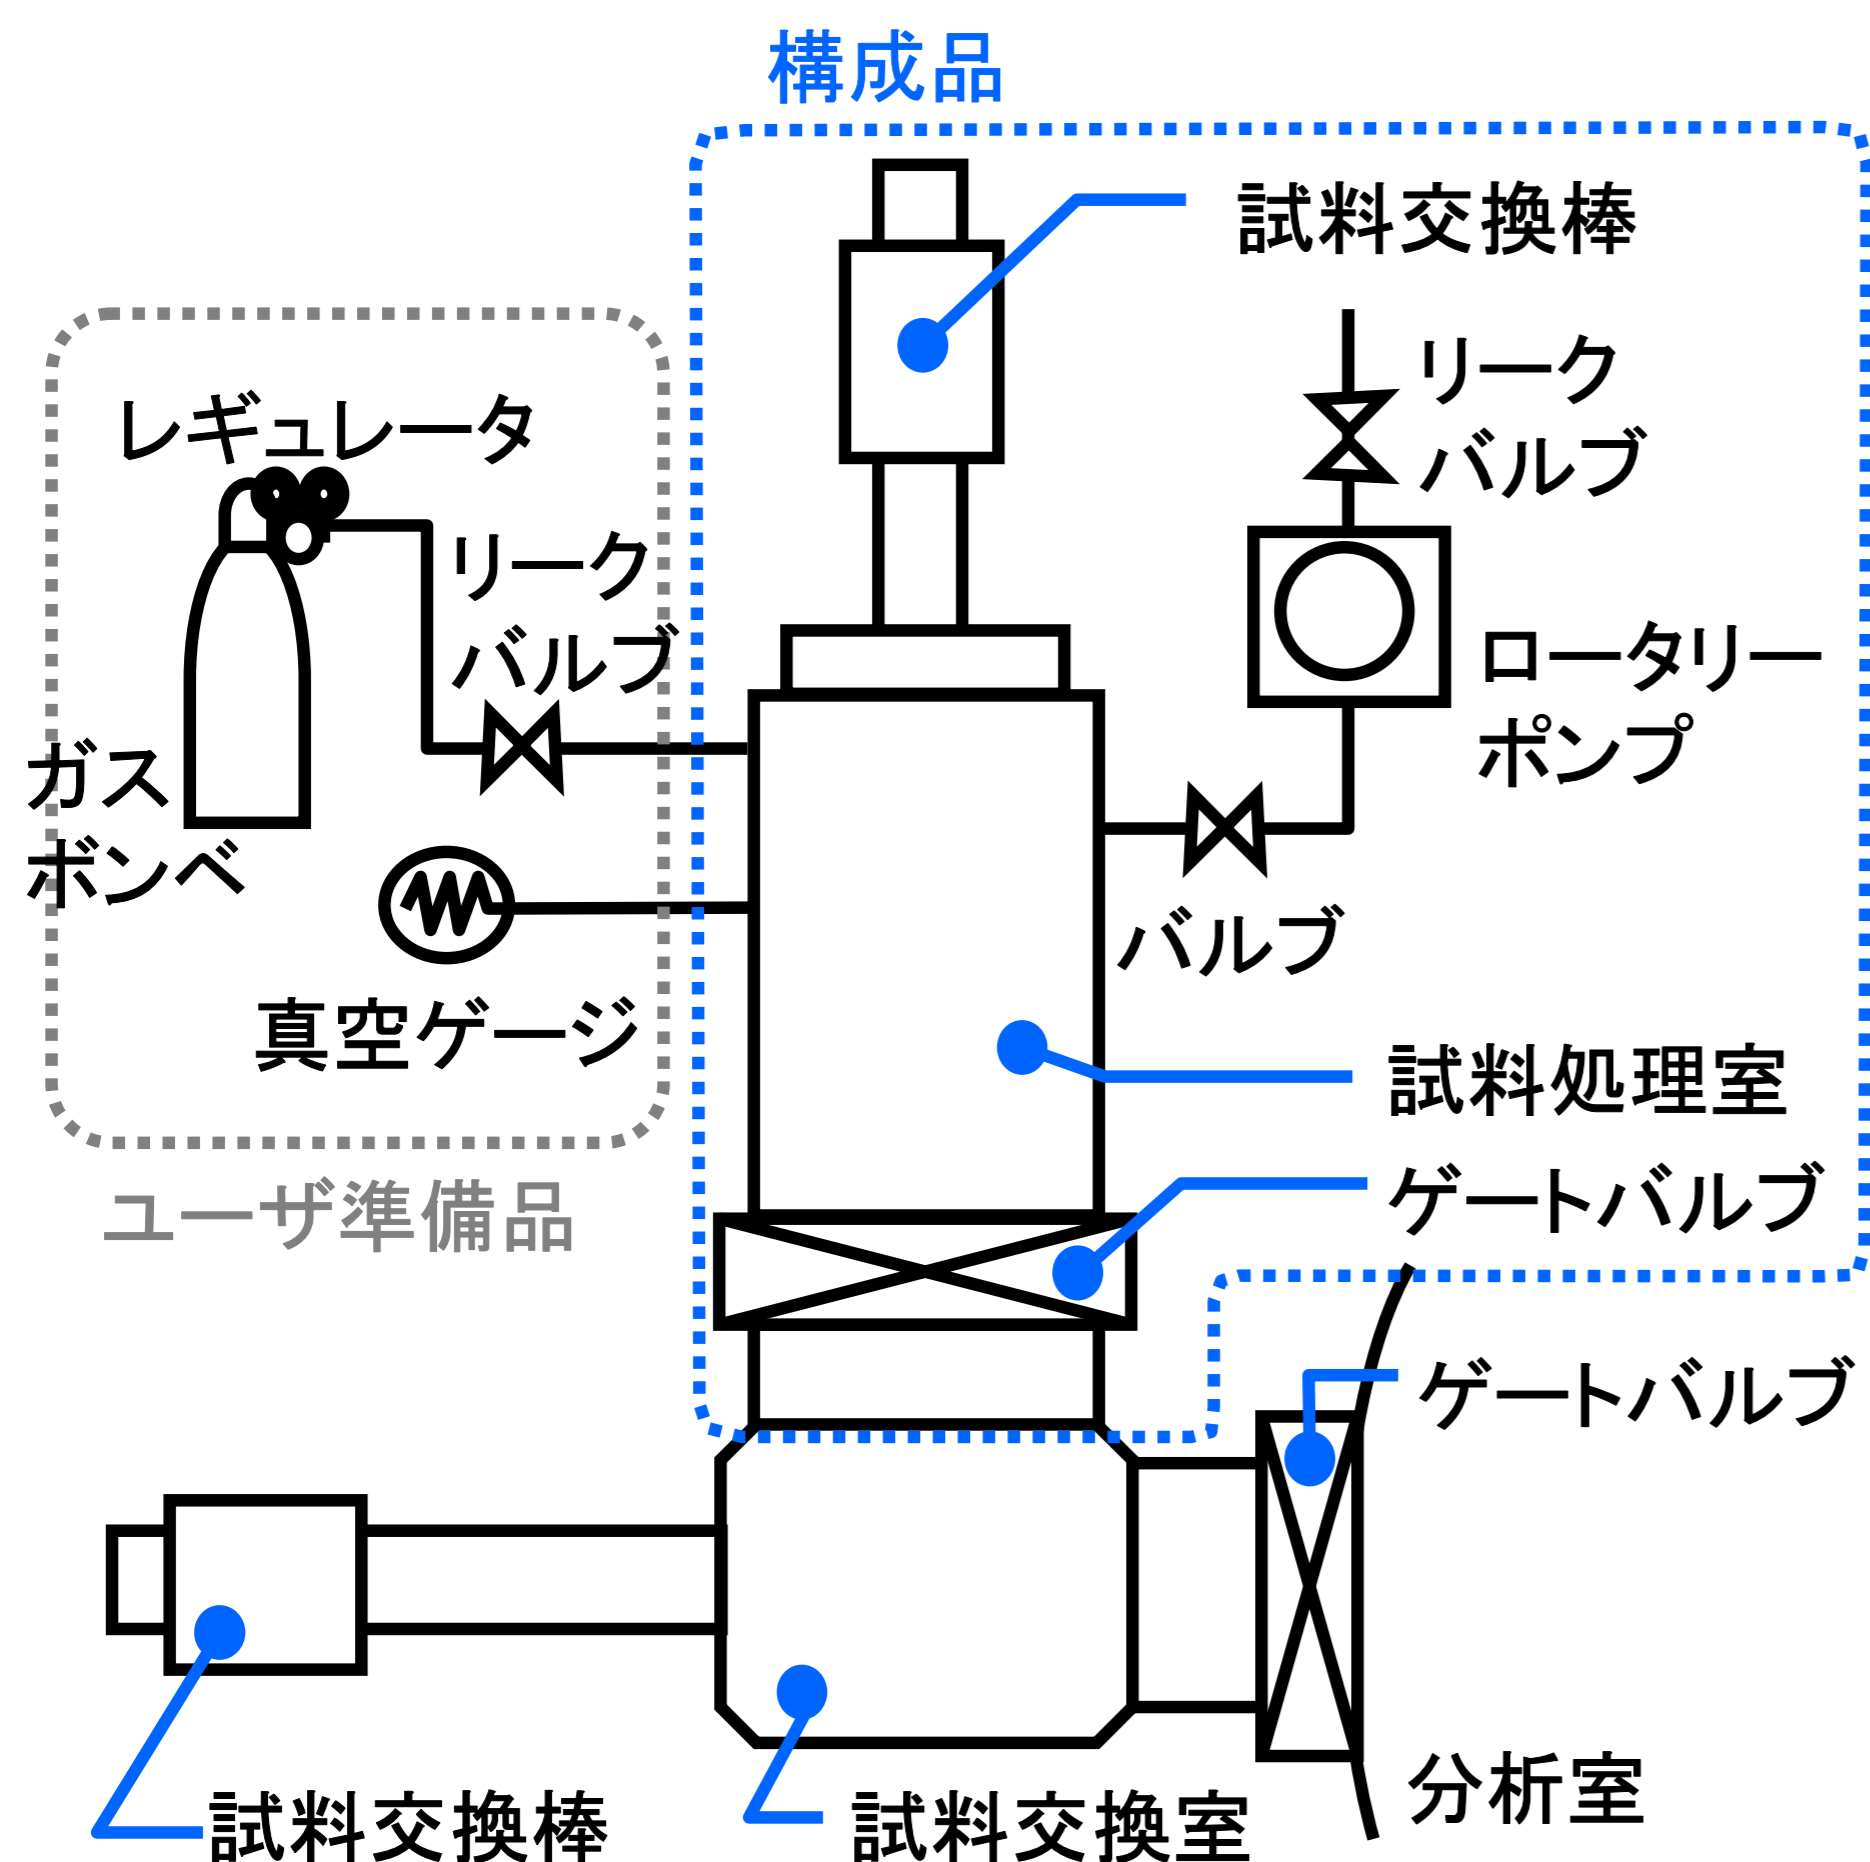 構成品
試料交換棒
リーク
バルブ
レギュレータ
リーク
バルブ
ロータリー
ポンプ
ガス
ボンベ
バルブ
真空ゲージ
試料処理室
ゲートバルブ
ユーザ準備品
ゲートバルブ
分析室
試料交換棒
試料交換室